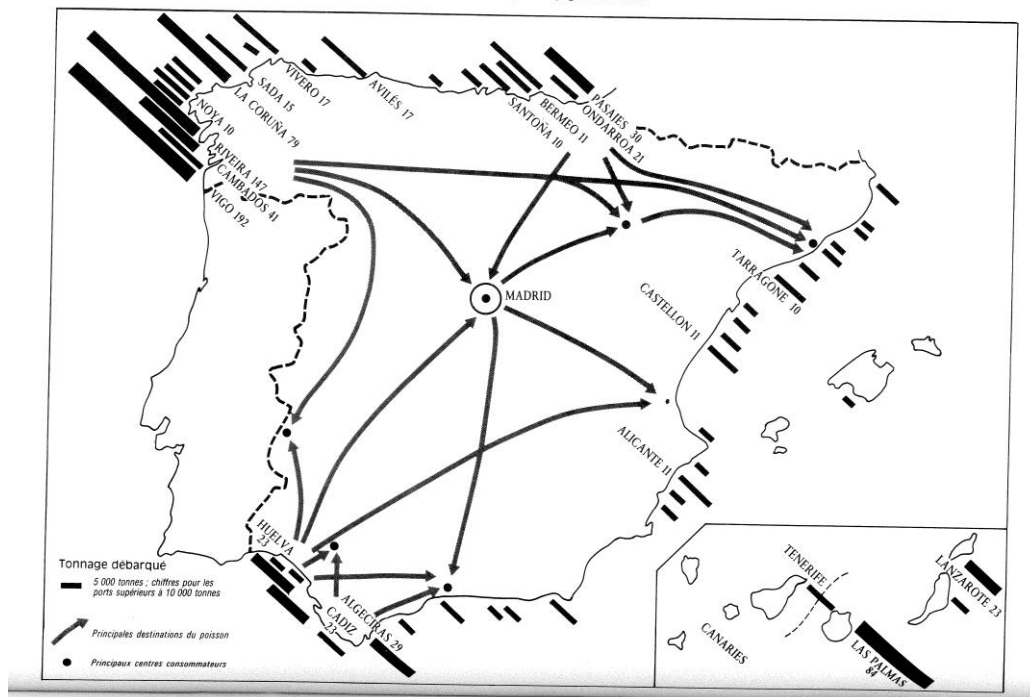 VIVERO 17
SADA 15
LA CORUÑA 79
NOYA 10
RIVEIRA 147
CAMBADOS 41
VIGO 192
AVILÉS 17
SANTOÑA 10
BERMEO 11
PASAJES 30
ONDARROA 21
MADRID
TARRAGONE 10
CASTELLON 11
ALICANTE 11
HUELVA
23
CADIZ
23
ALGECIRAS 29
Tonnage débarqué
5 000 tonnes ; chiffres pour les
ports supérieurs à 10 000 tonnes
Principales destinations du poisson
Principaux centres consommateurs
TENERIFE
LANZAROTE 23
CANARIES
LAS PALMAS
84